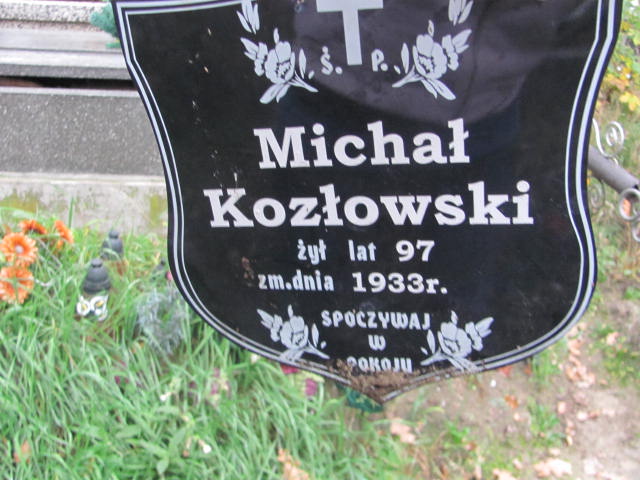 Ś. P.
Michał
Kozłowski
żył lat 97
zm.dnia 1933r.
SPOCZYWAJ
W
POKOJU